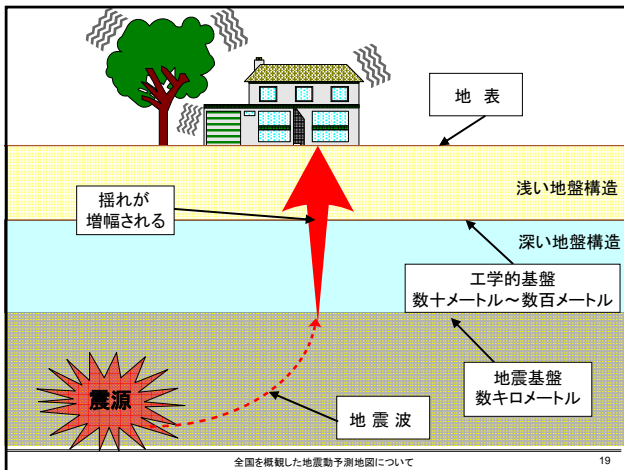 地 表
浅い地盤構造
揺れが
増幅される
深い地盤構造
工学的基盤
数十メートル～数百メートル
地震基盤
数キロメートル
震源
地 震 波
全国を概観した地震動予測地図について
19